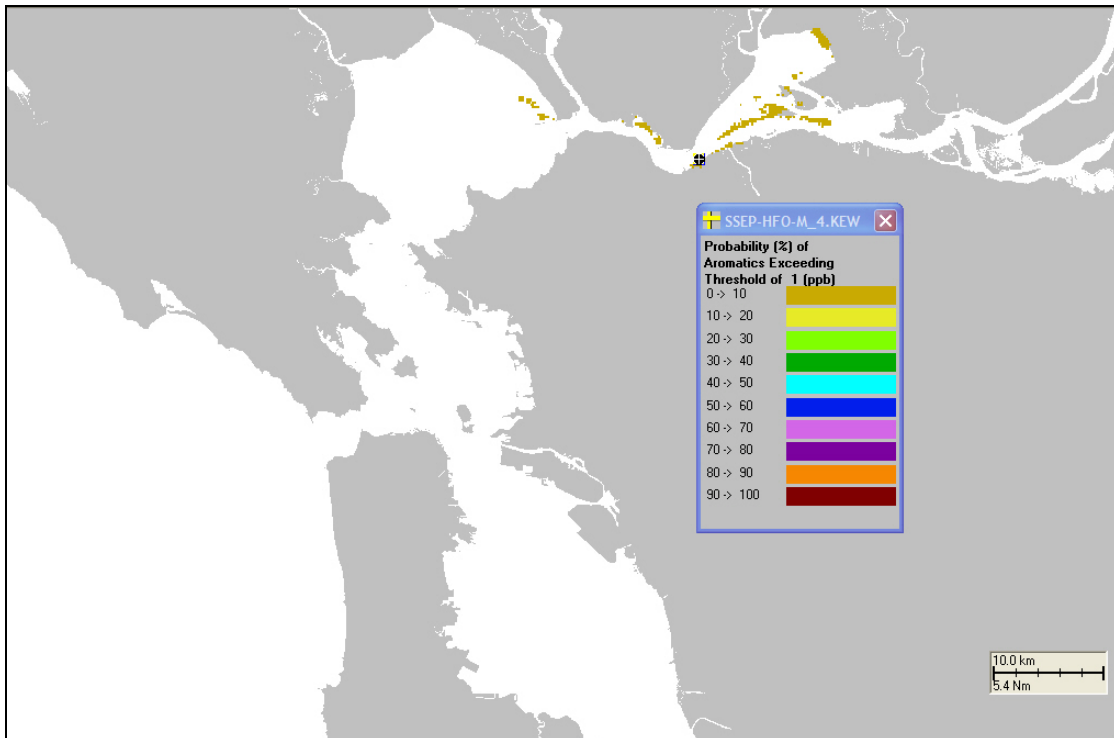 SSEP-HFO-M_4.KEW
Probability (%) of
Aromatics Exceeding
Threshold of 1 (ppb)
0 -> 10
10 -> 20
20 -> 30
30 -> 40
40 -> 50
50 -> 60
60 -> 70
70 -> 80
80 -> 90
90 -> 100
10.0 km
5.4 Nm